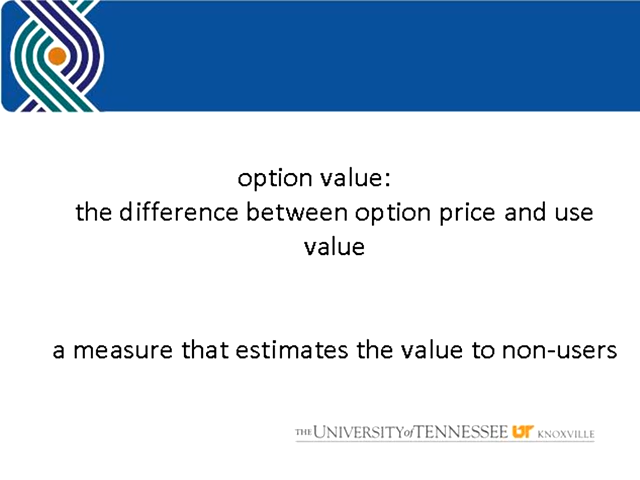 option value:
the difference between option price and use
value
a measure that estimates the value to non-users
THE UNIVERSITY of TENNESSEE UT KNOXVILLE